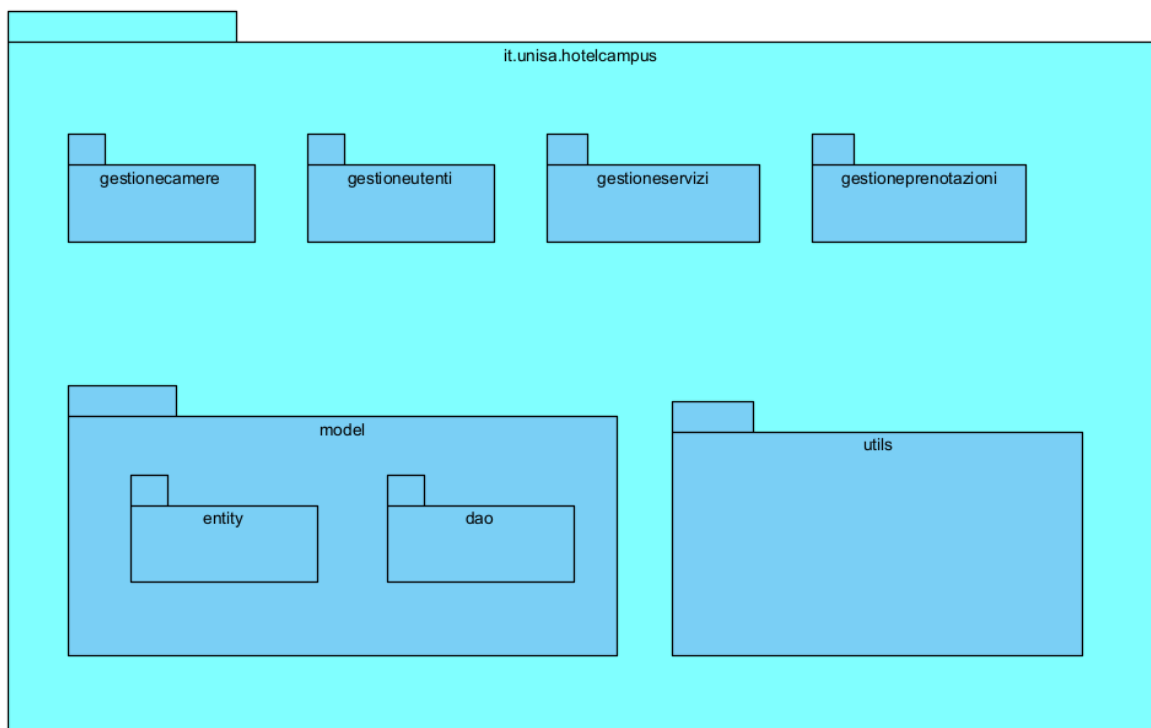 it.unisa.hotelcampus
gestionecamere
gestioneutenti
gestioneservizi
gestioneprenotazioni
model
utils
entity
dao